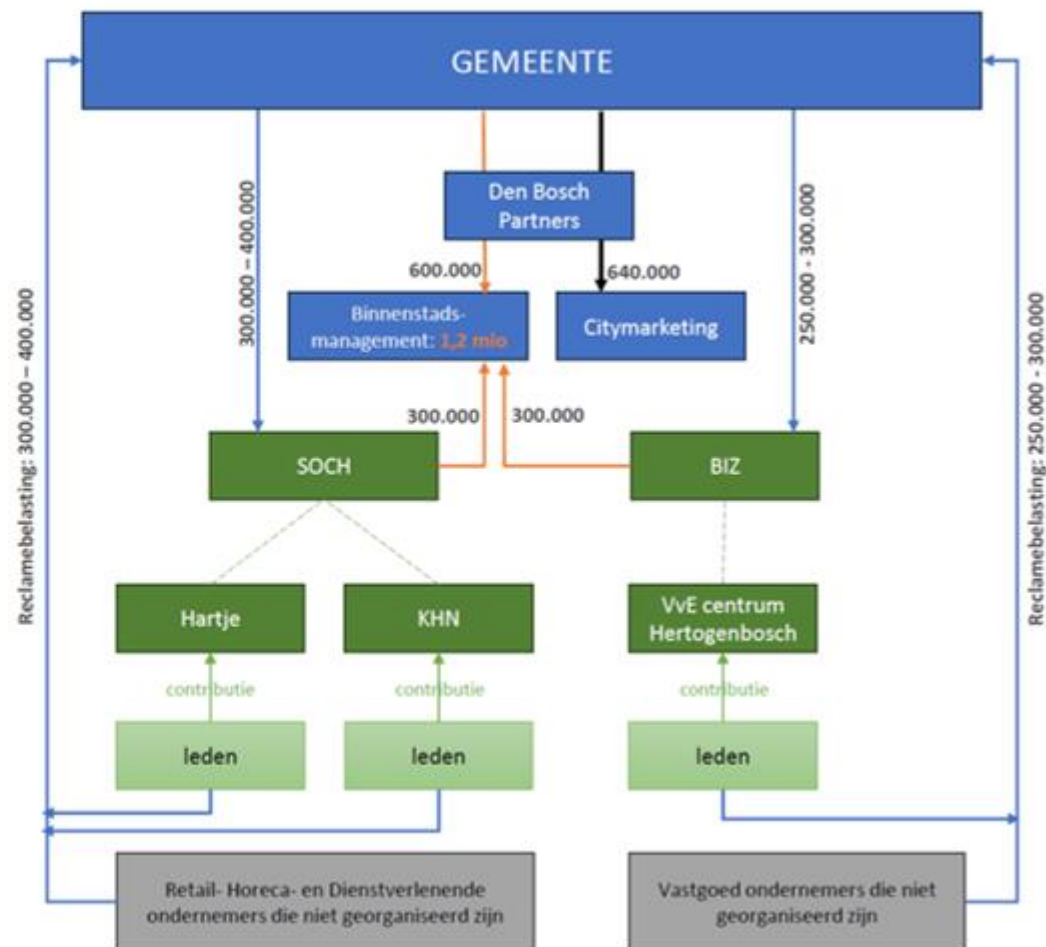 GEMEENTE
Den Bosch
Partners
300.000 – 400.000
250.000 - 300.000
600.000
640.000
Binnenstads-
management: 1,2 mio
Citymarketing
Reclamebelasting: 300.000 – 400.000
Reclamebelasting: 250.000 - 300.000
300.000
300.000
SOCH
BIZ
Hartje
KHN
VvE centrum
Hertogenbosch
contributie
contributie
contributie
leden
leden
leden
Retail- Horeca- en Dienstverlenende
ondernemers die niet georganiseerd zijn
Vastgoed ondernemers die niet
georganiseerd zijn